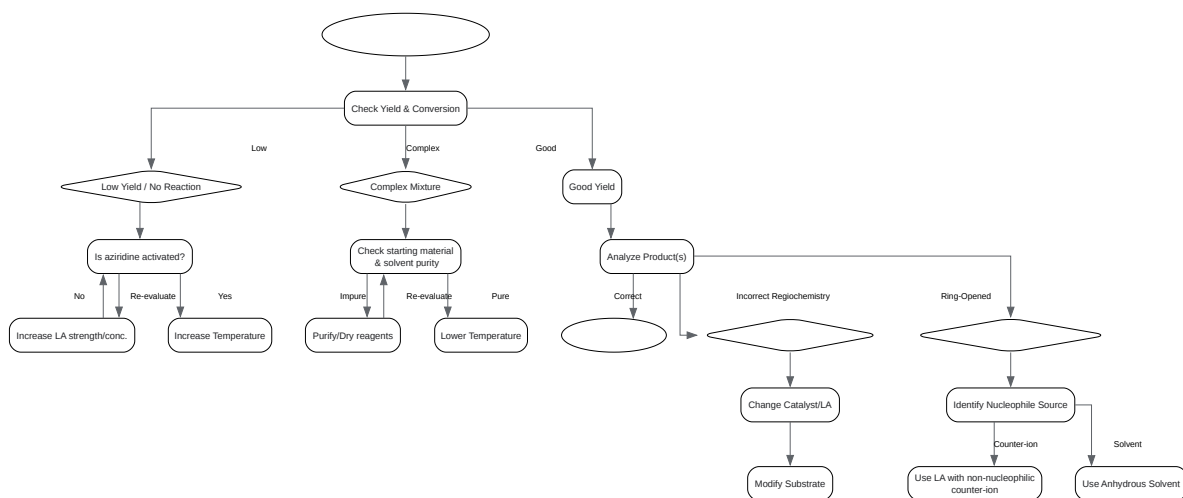 Check Yield & Conversion
Low
Complex
Good
Low Yield / No Reaction
Complex Mixture
Good Yield
Is aziridine activated?
Check starting material
& solvent purity
Analyze Product(s)
No
Re-evaluate
Yes
Impure
Re-evaluate
Pure
Correct
Incorrect Regiochemistry
Ring-Opened
Increase LA strength/conc.
Increase Temperature
Purify/Dry reagents
Lower Temperature
Change Catalyst/LA
Identify Nucleophile Source
Counter-ion
Solvent
Modify Substrate
Use LA with non-nucleophilic
counter-ion
Use Anhydrous Solvent